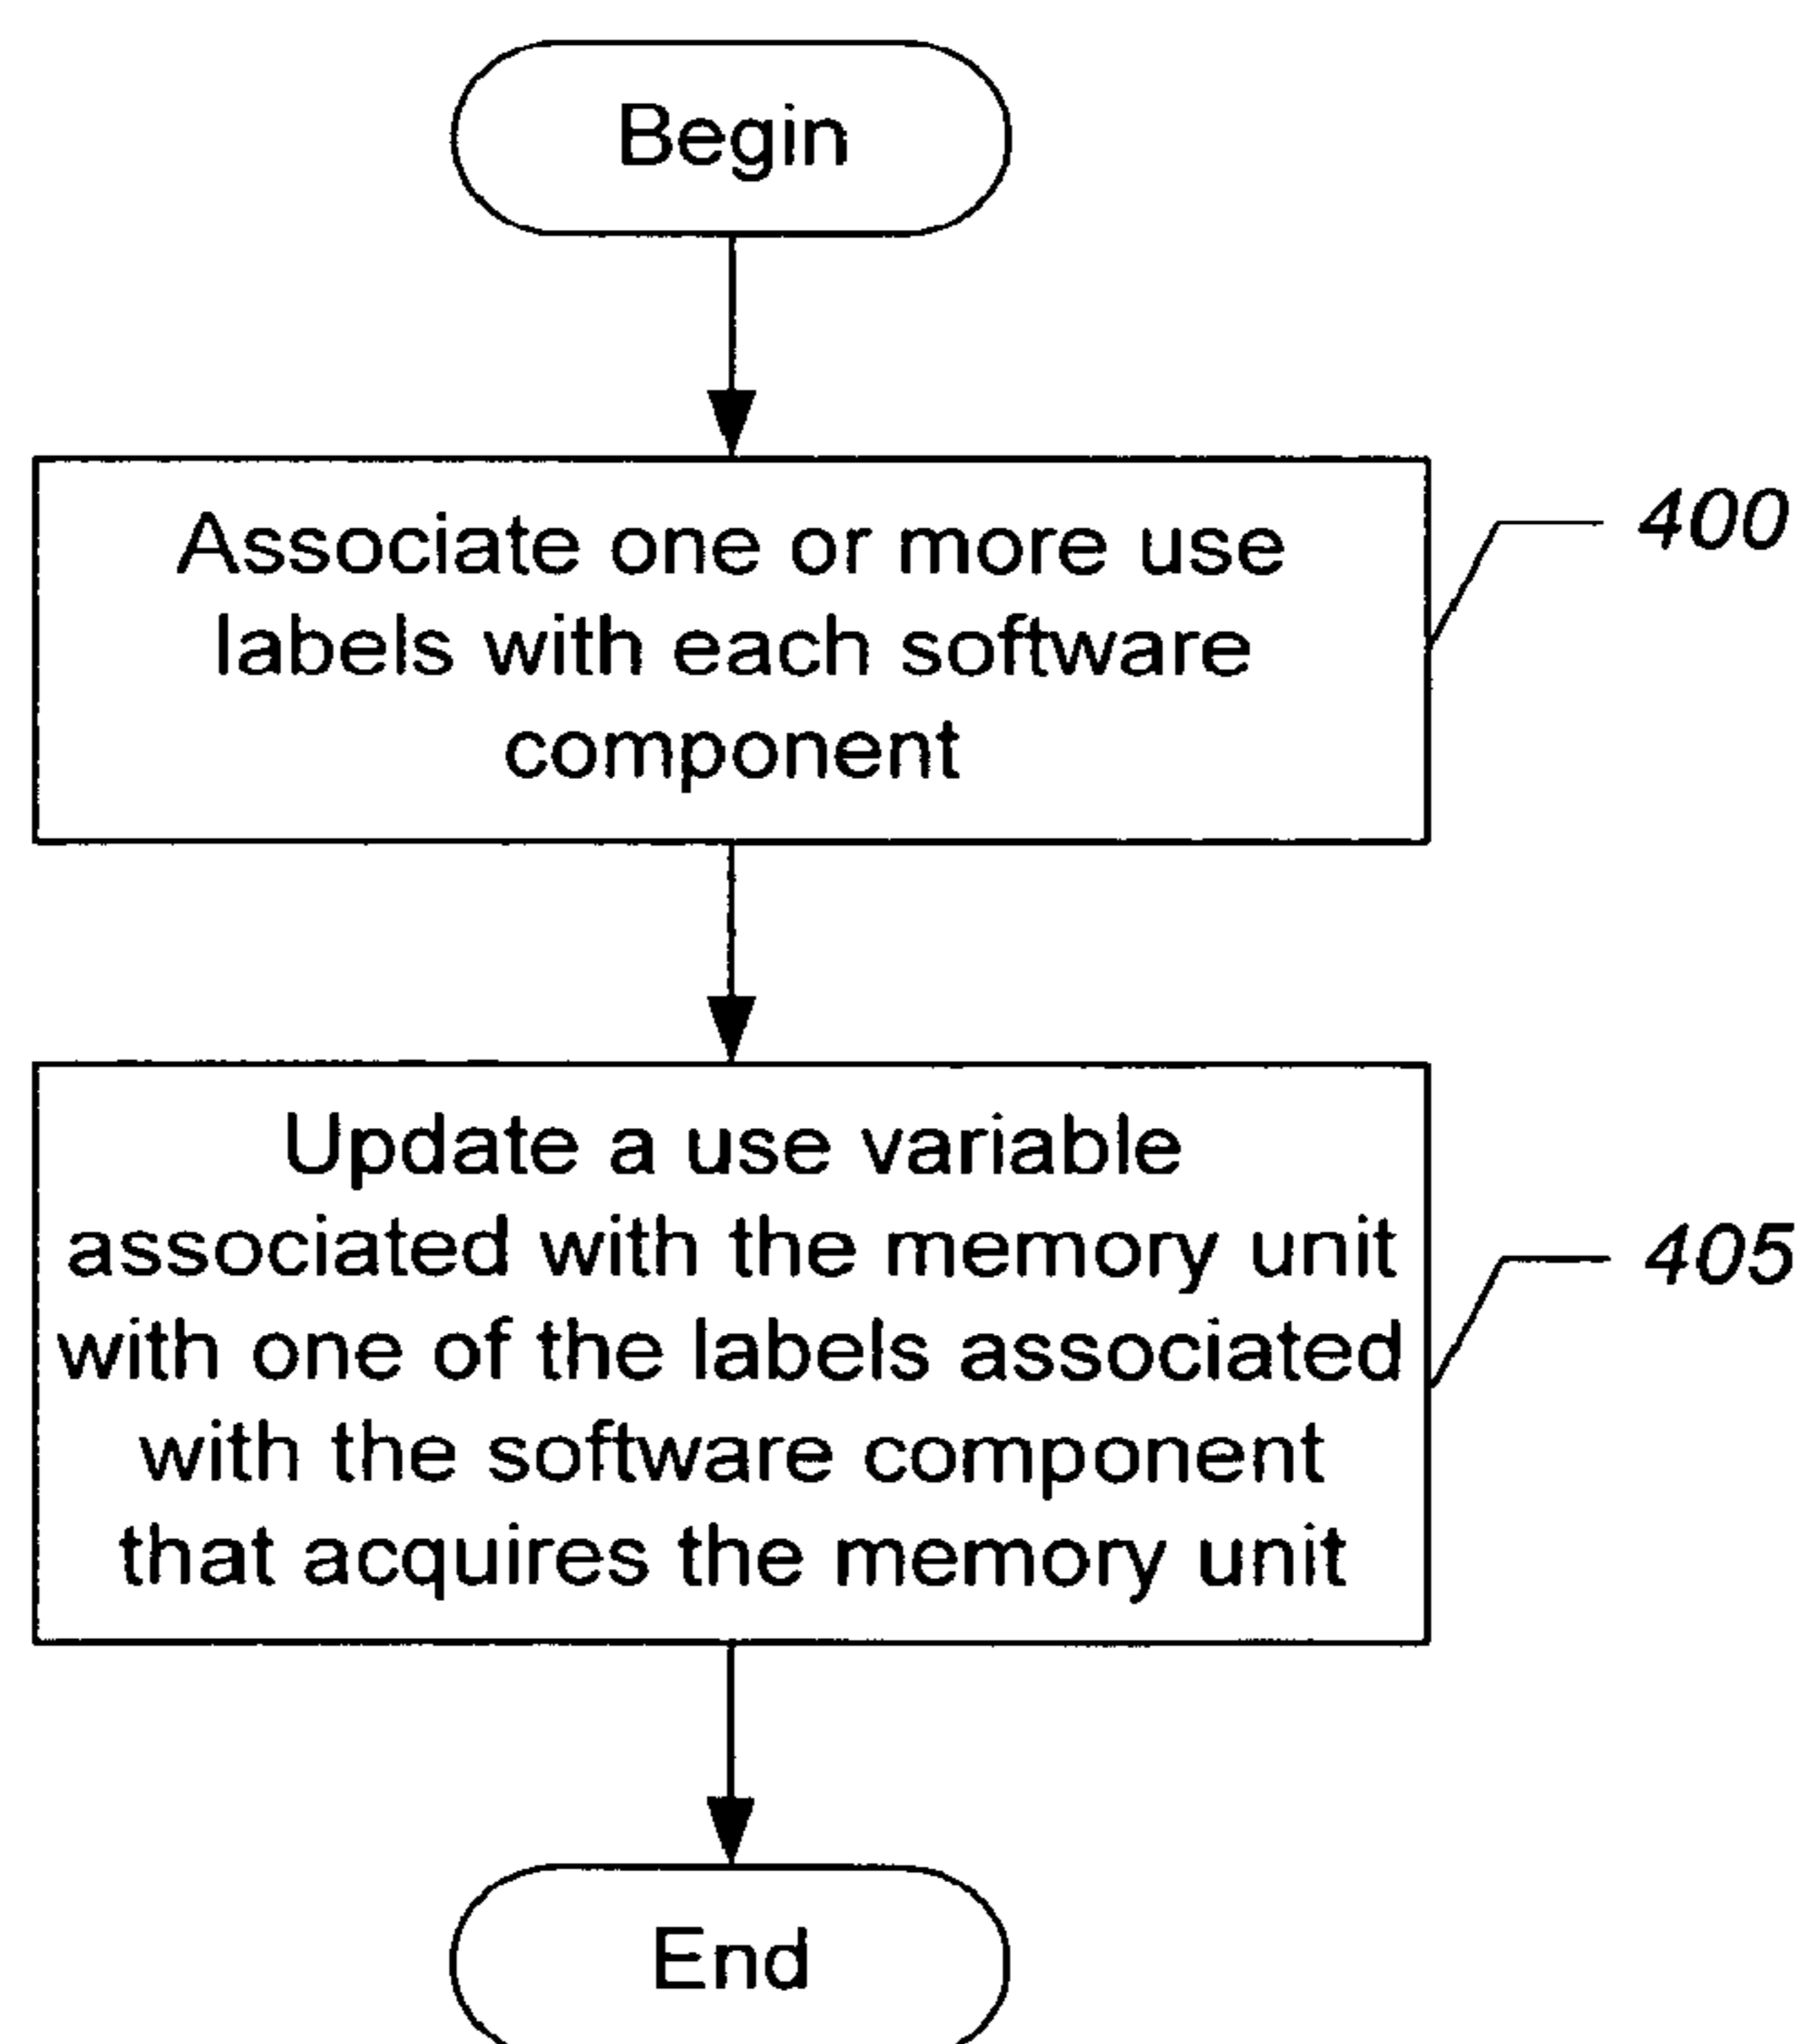 Begin
Associate one or more use
labels with each software
component
400
Update a use variable
associated with the memory unit
with one of the labels associated
with the software component
that acquires the memory unit
405
End